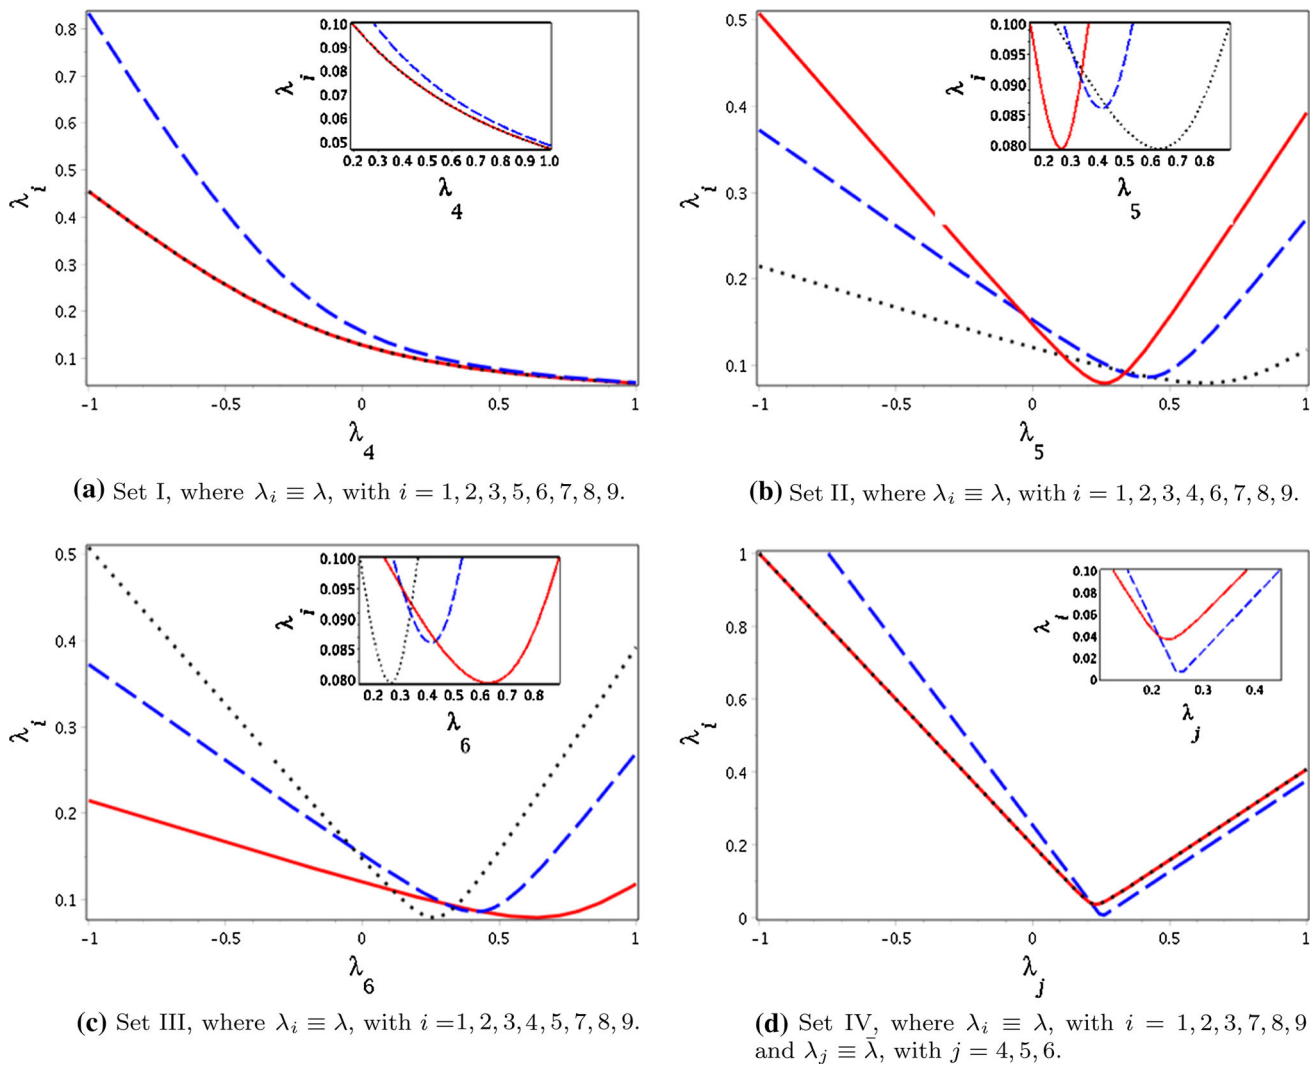 0.8
0.7
0.6
0.5
0.4
0.3
0.2
0.1
λ_i
-1 -0.5 0 0.5 1
λ_4
0.10
0.09
0.08
0.07
0.06
0.05
λ_i
0.2 0.3 0.4 0.5 0.6 0.7 0.8 0.9 1.0
λ_4
(a) Set I, where λ_i ≡ λ, with i = 1, 2, 3, 5, 6, 7, 8, 9.
0.5
0.4
0.3
0.2
0.1
λ_i
-1 -0.5 0 0.5 1
λ_5
0.100
0.095
0.090
0.085
0.080
λ_i
0.2 0.3 0.4 0.5 0.6 0.7 0.8
λ_5
(b) Set II, where λ_i ≡ λ, with i = 1, 2, 3, 4, 6, 7, 8, 9.
0.5
0.4
0.3
0.2
0.1
λ_i
-1 -0.5 0 0.5 1
λ_6
0.100
0.095
0.090
0.085
0.080
λ_i
0.2 0.3 0.4 0.5 0.6 0.7 0.8
λ_6
(c) Set III, where λ_i ≡ λ, with i =1, 2, 3, 4, 5, 7, 8, 9.
1
0.8
0.6
0.4
0.2
0
λ_i
-1 -0.5 0 0.5 1
λ_j
0.10
0.08
0.06
0.04
0.02
0
λ_i
0.2 0.3 0.4
λ_j
(d) Set IV, where λ_i ≡ λ, with i = 1, 2, 3, 7, 8, 9
and λ_j ≡ λ̄, with j = 4, 5, 6.